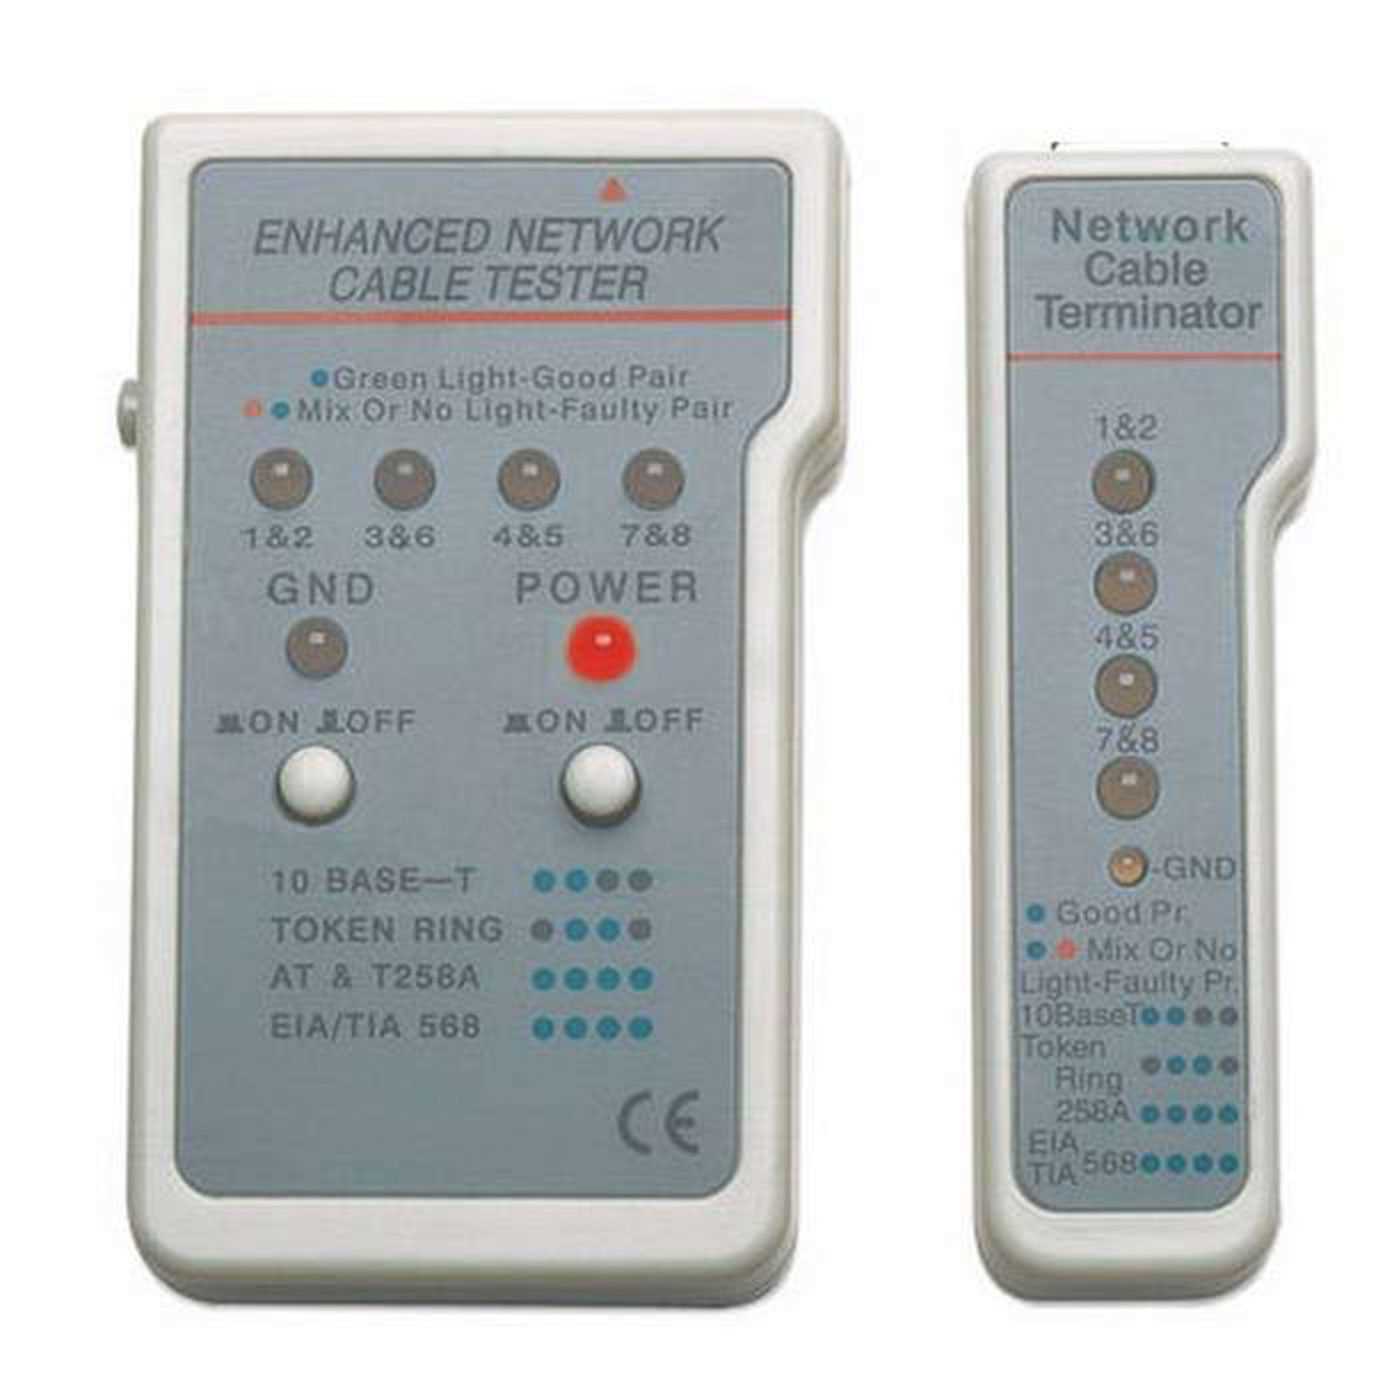 ENHANCED NETWORK
CABLE TESTER
Green Light-Good Pair
Mix Or No Light-Faulty Pair
1&2 3&6 4&5 7&8
GND POWER
ON OFF ON OFF
10 BASE—T
TOKEN RING
AT & T258A
EIA/TIA 568
CE
Network
Cable
Terminator
1&2
3&6
4&5
7&8
-GND
Good Pr.
Mix Or No
Light-Faulty Pr.
10BaseT
Token
Ring
258A
EIA
TIA 568